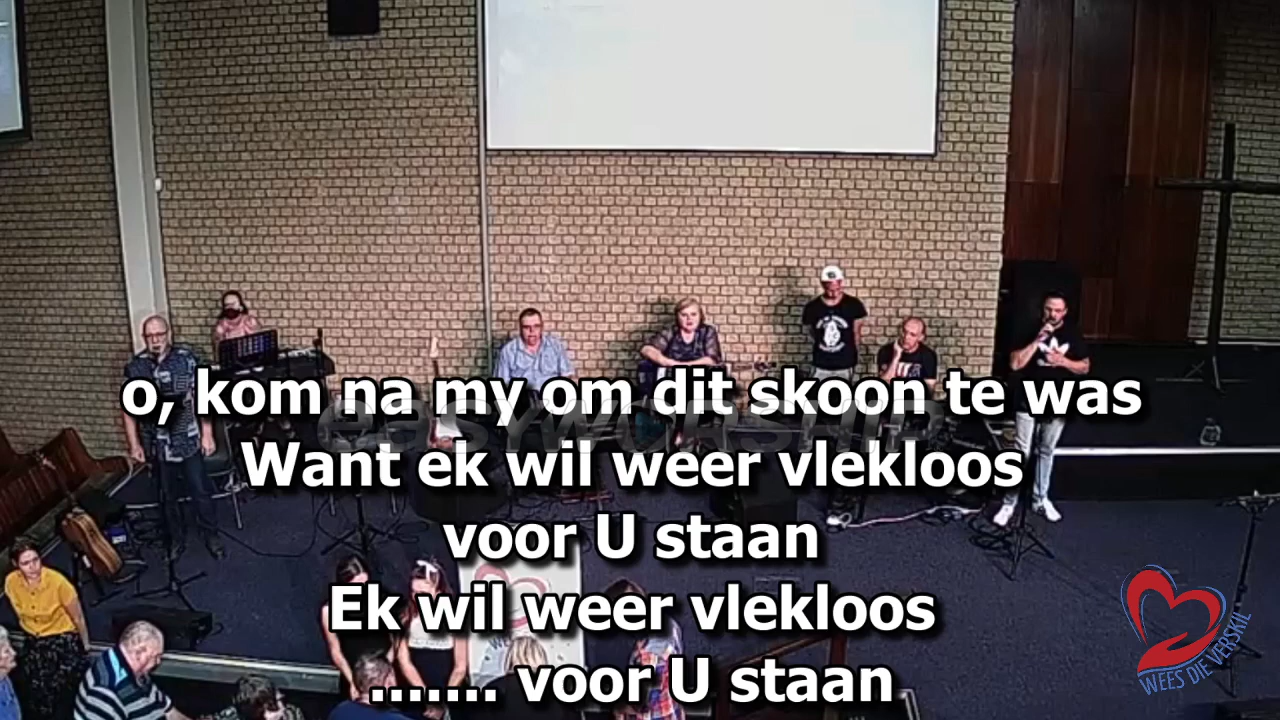 o, kom na my om dit skoon te was
easyworship
Want ek wil weer vlekloos
voor U staan
Ek wil weer vlekloos
....... voor U staan
WEES DIE VERSKIL